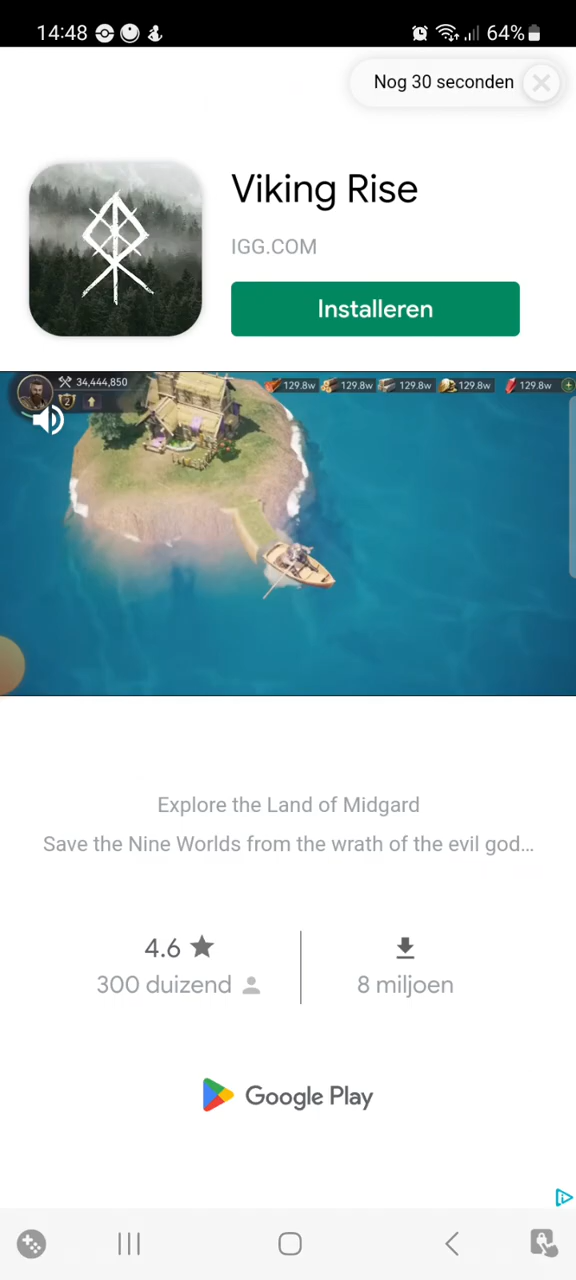 14:48
64%
Nog 30 seconden
Viking Rise
IGG.COM
Installeren
34,444,850
129.8w 129.8w 129.8w 129.8w 129.8w
2
Explore the Land of Midgard
Save the Nine Worlds from the wrath of the evil god...
4.6
300 duizend
8 miljoen
Google Play